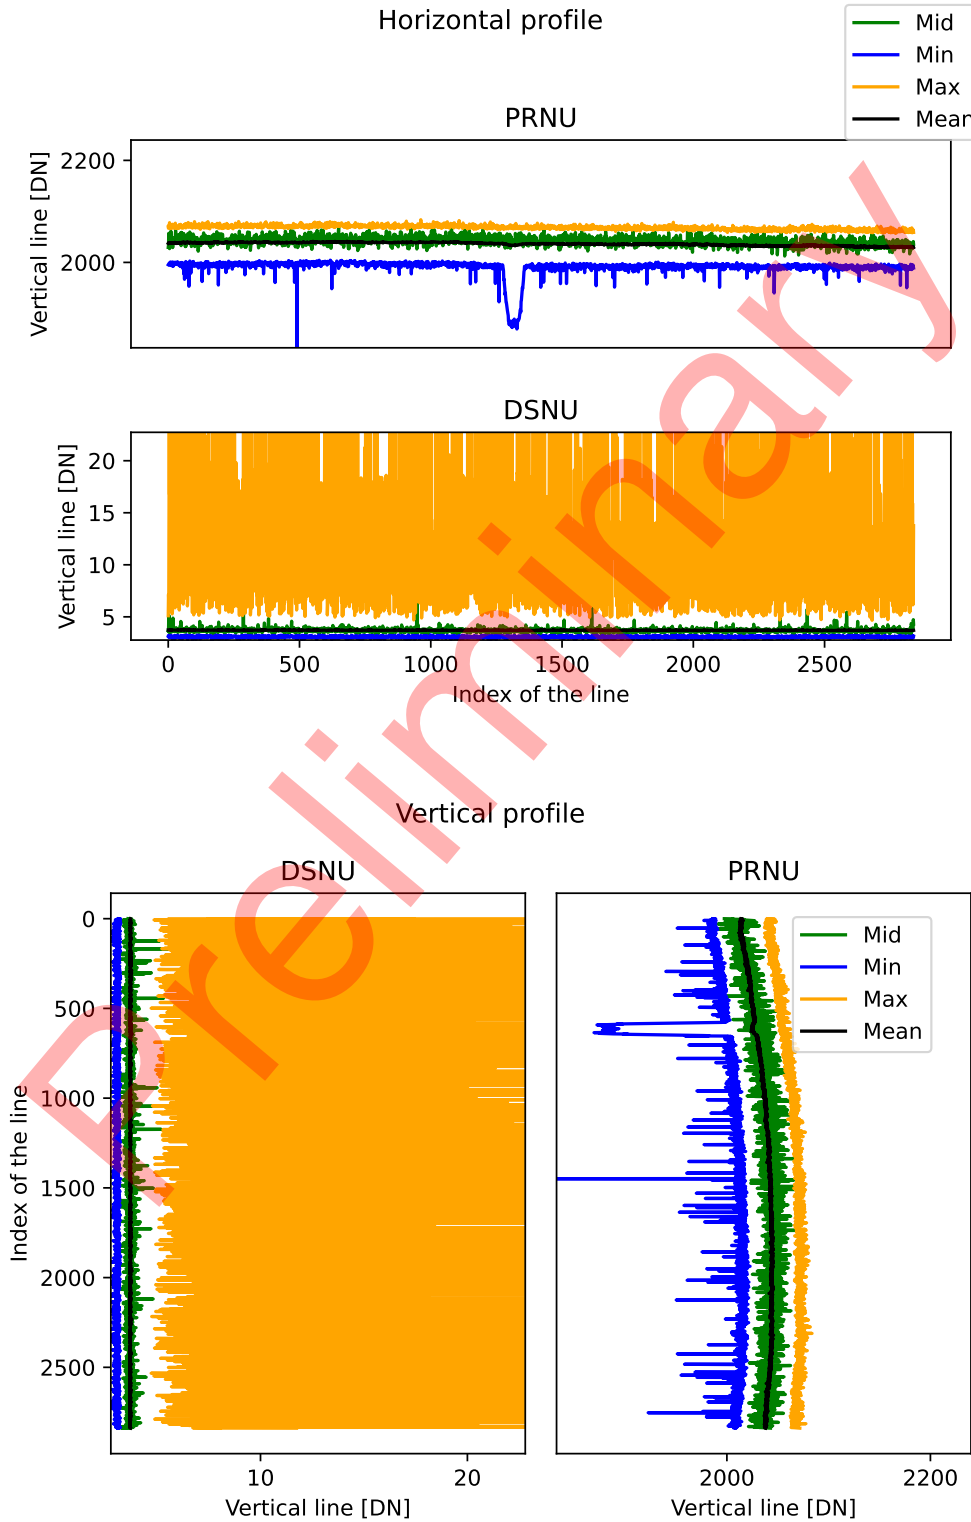 Horizontal profile
Mid
Min
Max
Mean
PRNU
Vertical line [DN]
2200
2000
DSNU
Vertical line [DN]
20
15
10
5
0 500 1000 1500 2000 2500
Index of the line
Preliminary
Vertical profile
DSNU
Index of the line
0
500
1000
1500
2000
2500
10 20
Vertical line [DN]
PRNU
Mid
Min
Max
Mean
2000 2200
Vertical line [DN]